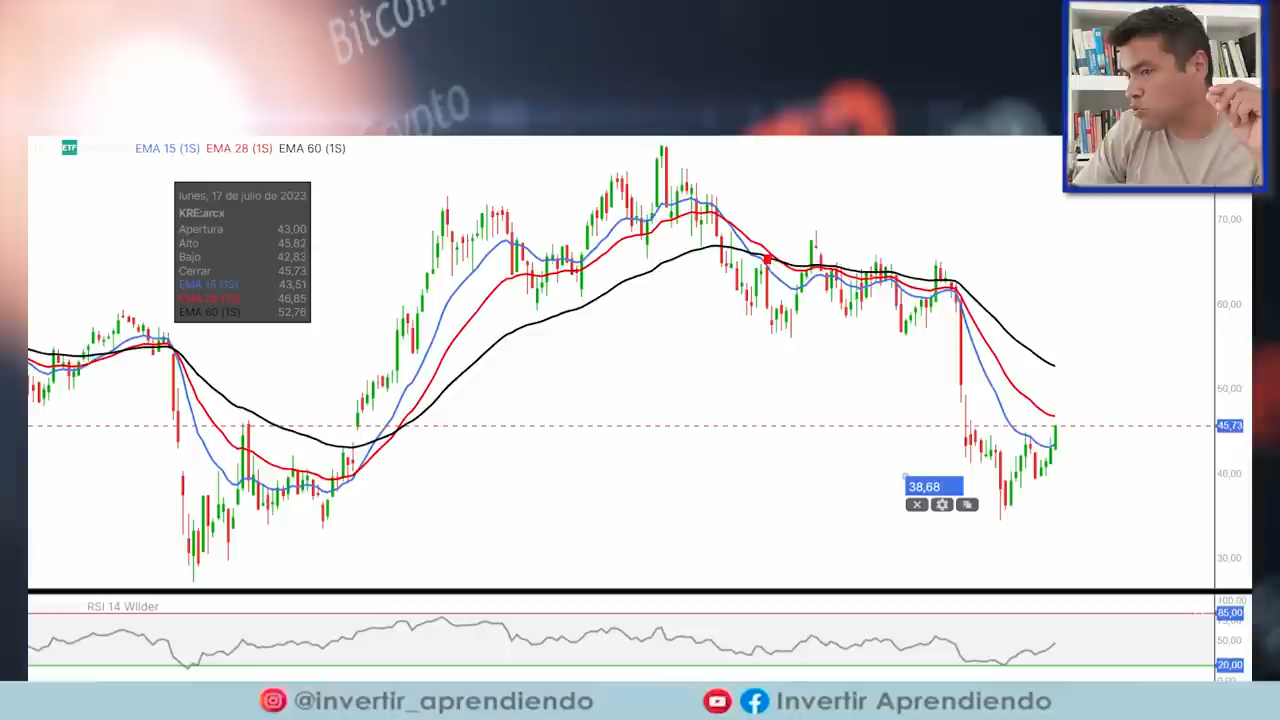 Bitcoin
Crypto
ETF
EMA 15 (1S) EMA 28 (1S) EMA 60 (1S)
lunes, 17 de julio de 2023
KRE:arcx
Apertura 43,00
Alto 45,82
Bajo 42,83
Cerrar 45,73
EMA 15 (1S) 43,51
EMA 28 (1S) 46,85
EMA 60 (1S) 52,76
70,00
60,00
50,00
45,73
40,00
30,00
38,68
RSI 14 Wilder
100,00
85,00
50,00
20,00
0,00
@invertir_aprendiendo
Invertir Aprendiendo